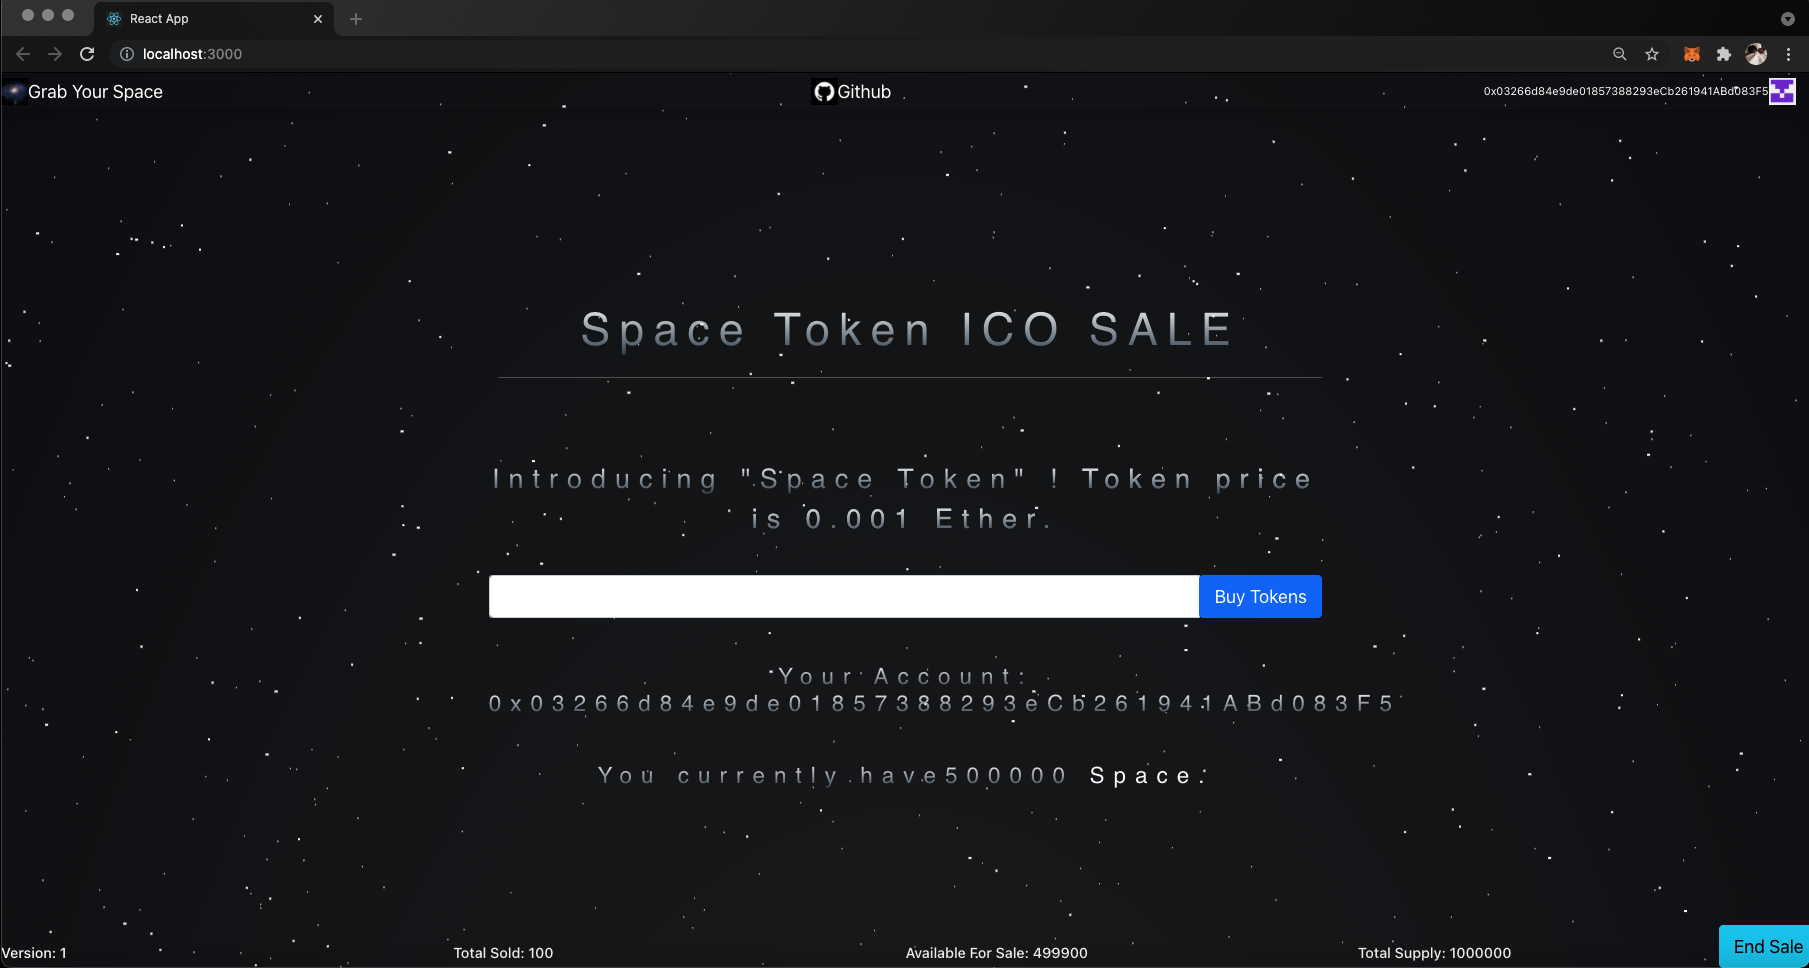 React App
localhost:3000
Grab Your Space
Github
0x03266d84e9de01857388293eCb261941ABd083F5
Space Token ICO SALE
Introducing "Space Token" ! Token price
is 0.001 Ether.
Buy Tokens
Your Account:
0x03266d84e9de01857388293eCb261941ABd083F5
You currently have500000 Space.
Version: 1
Total Sold: 100
Available For Sale: 499900
Total Supply: 1000000
End Sale